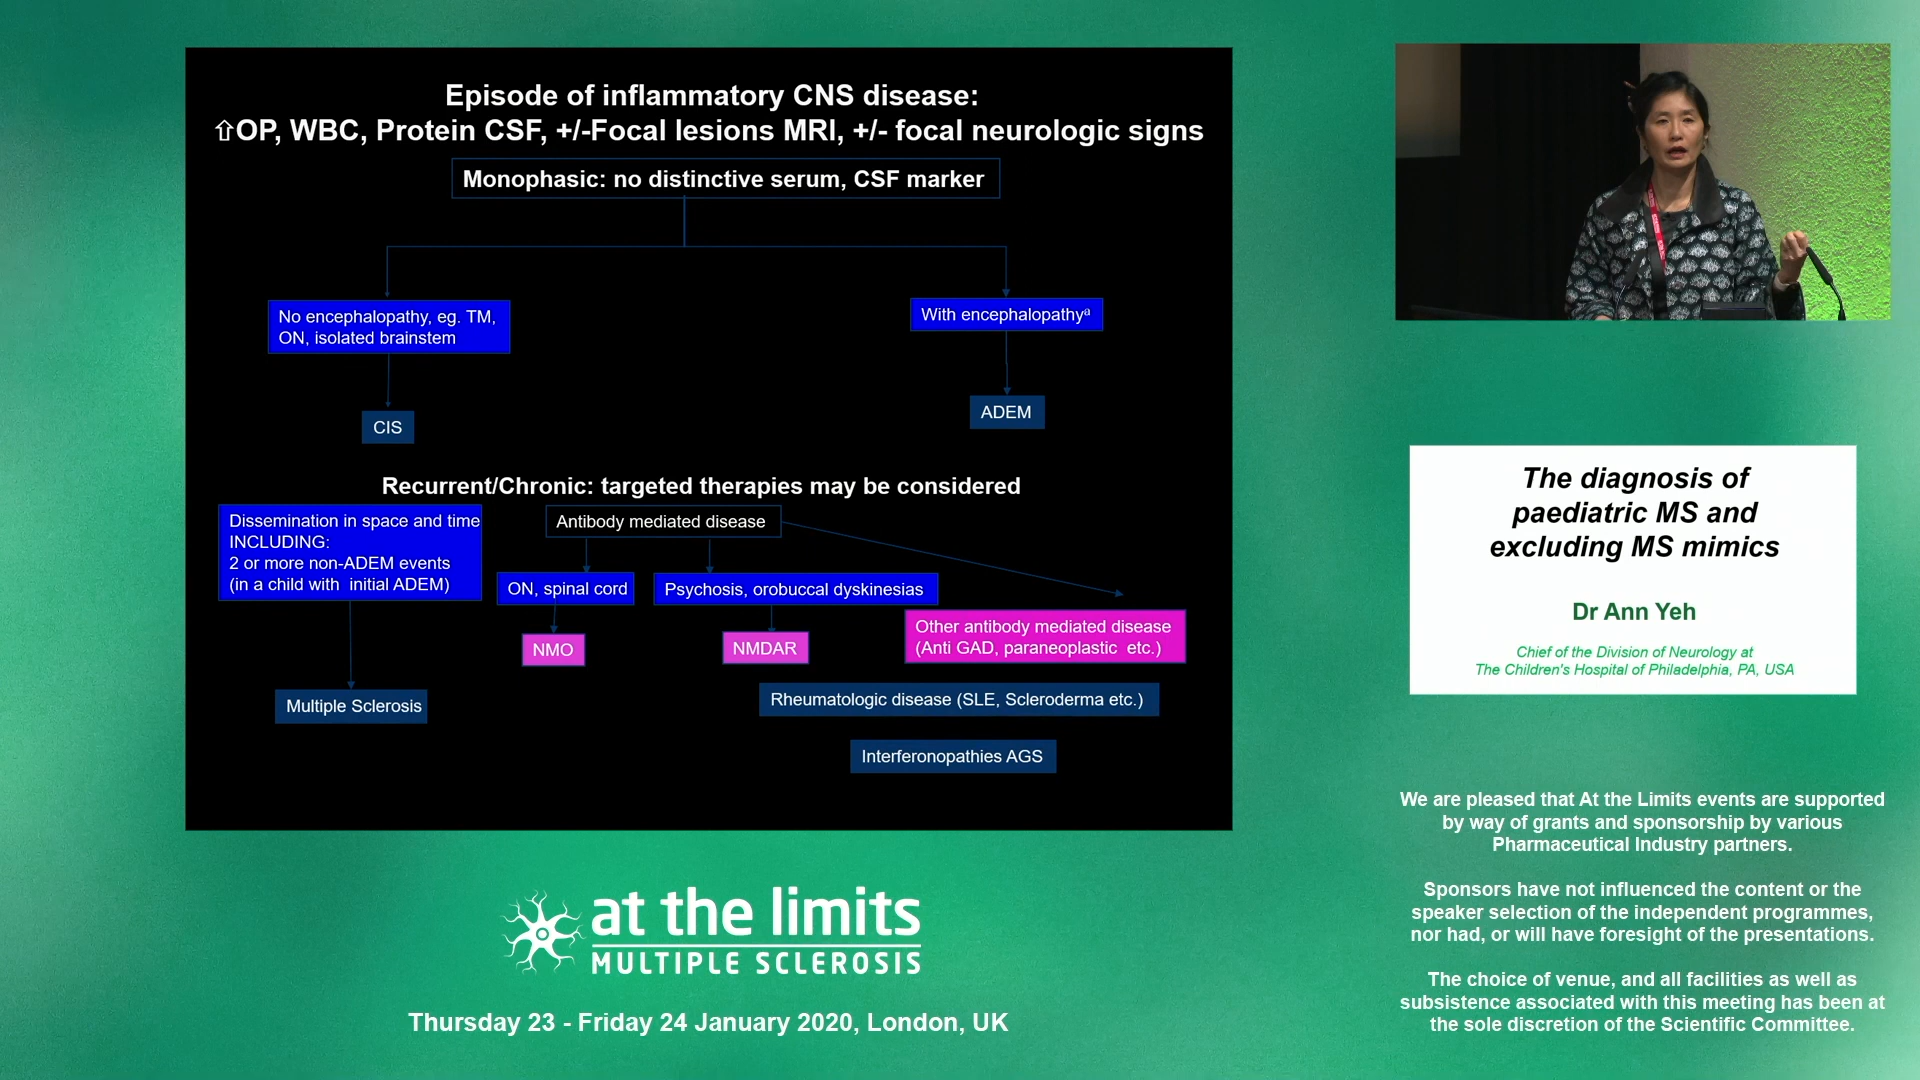 Episode of inflammatory CNS disease:
⇧OP, WBC, Protein CSF, +/-Focal lesions MRI, +/- focal neurologic signs
Monophasic: no distinctive serum, CSF marker
No encephalopathy, eg. TM,
ON, isolated brainstem
With encephalopathyª
CIS
ADEM
Recurrent/Chronic: targeted therapies may be considered
Dissemination in space and time
INCLUDING:
2 or more non-ADEM events
(in a child with initial ADEM)
Antibody mediated disease
ON, spinal cord
Psychosis, orobuccal dyskinesias
NMO
NMDAR
Other antibody mediated disease
(Anti GAD, paraneoplastic etc.)
Multiple Sclerosis
Rheumatologic disease (SLE, Scleroderma etc.)
Interferonopathies AGS
at the limits
MULTIPLE SCLEROSIS
Thursday 23 - Friday 24 January 2020, London, UK
The diagnosis of
paediatric MS and
excluding MS mimics
Dr Ann Yeh
Chief of the Division of Neurology at
The Children's Hospital of Philadelphia, PA, USA
We are pleased that At the Limits events are supported
by way of grants and sponsorship by various
Pharmaceutical Industry partners.
Sponsors have not influenced the content or the
speaker selection of the independent programmes,
nor had, or will have foresight of the presentations.
The choice of venue, and all facilities as well as
subsistence associated with this meeting has been at
the sole discretion of the Scientific Committee.